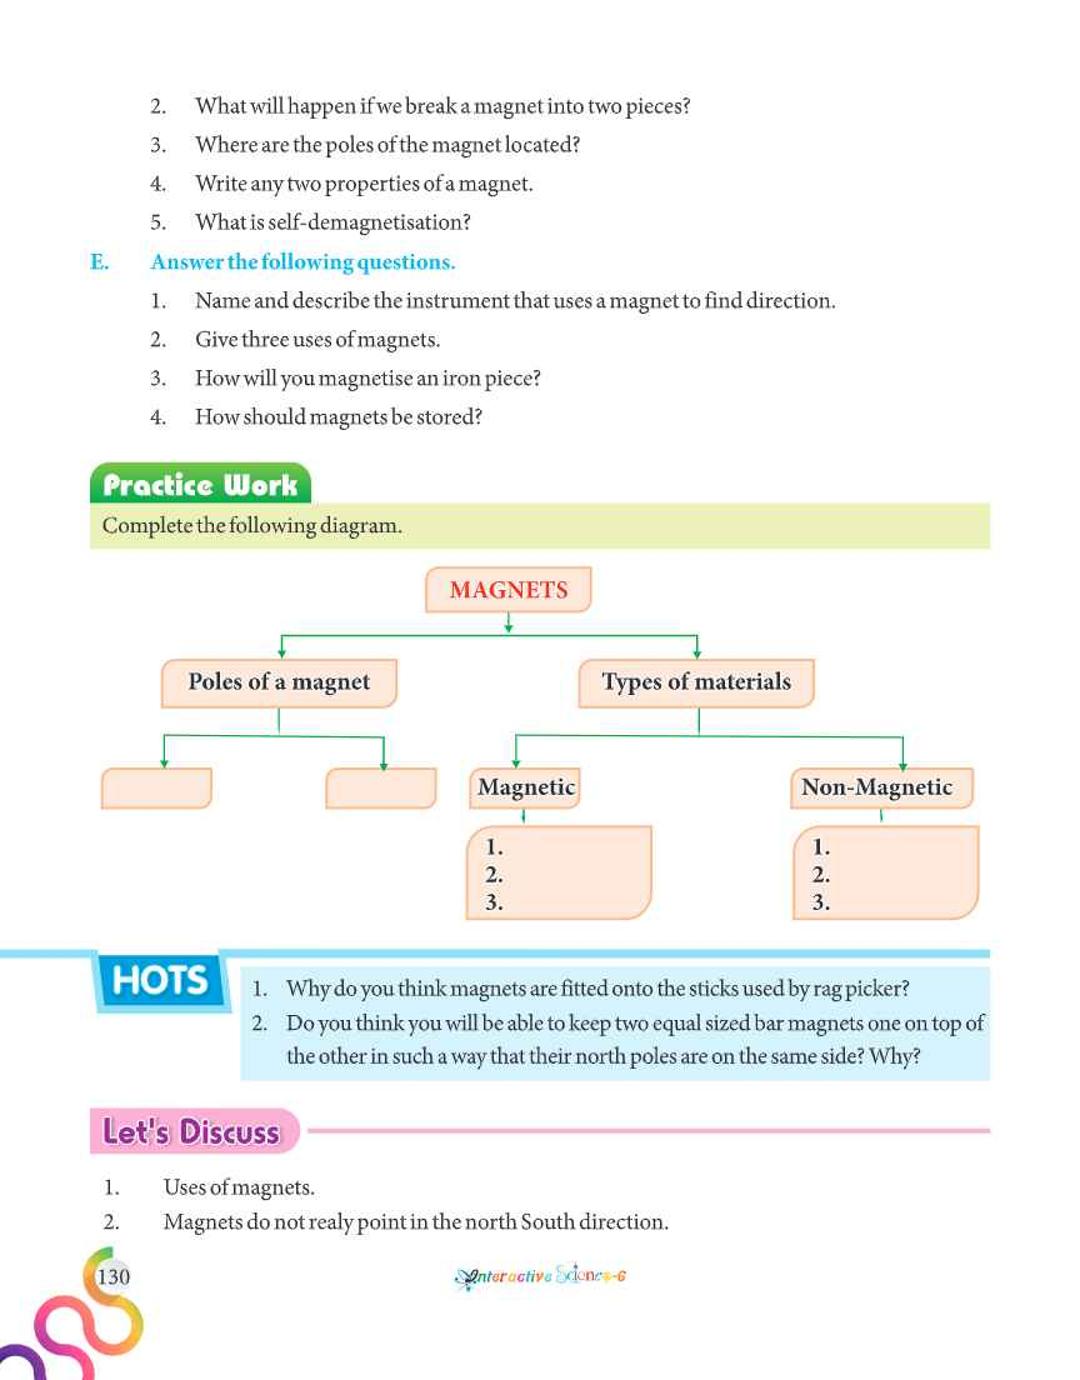 2. What will happen if we break a magnet into two pieces?
3. Where are the poles of the magnet located?
4. Write any two properties of a magnet.
5. What is self-demagnetisation?
E. Answer the following questions.
1. Name and describe the instrument that uses a magnet to find direction.
2. Give three uses of magnets.
3. How will you magnetise an iron piece?
4. How should magnets be stored?
Practice Work
Complete the following diagram.
MAGNETS
Poles of a magnet
Types of materials
Magnetic
Non-Magnetic
1.
2.
3.
1.
2.
3.
HOTS
1. Why do you think magnets are fitted onto the sticks used by rag picker?
2. Do you think you will be able to keep two equal sized bar magnets one on top of
the other in such a way that their north poles are on the same side? Why?
Let's Discuss
1. Uses of magnets.
2. Magnets do not realy point in the north South direction.
130
Interactive Science-6